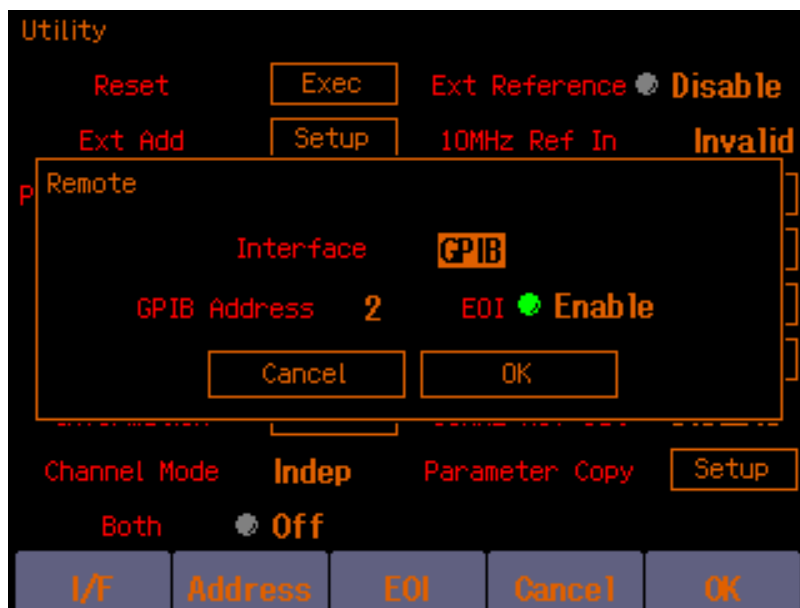 Utility
Reset Exec Ext Reference Disable
Ext Add Setup 10MHz Ref In Invalid
P
Remote
Interface GPIB
GPIB Address 2 EOI Enable
Cancel OK
Channel Mode Indep Parameter Copy Setup
Both Off
I/F Address EOI Cancel OK